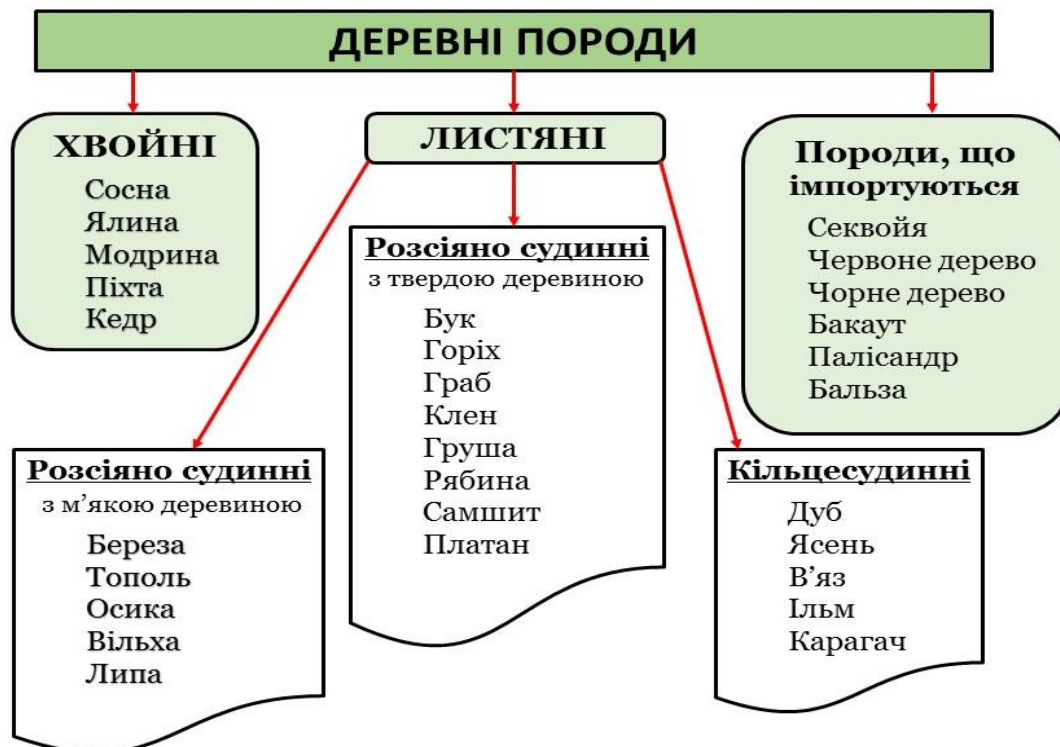 ДЕРЕВНІ ПОРОДИ
ХВОЙНІ
Сосна
Ялина
Модрина
Піхта
Кедр
ЛИСТЯНІ
Породи, що
імпортуються
Секвойя
Червоне дерево
Чорне дерево
Бакаут
Палісандр
Бальза
Розсіяно судинні
з м’якою деревиною
Береза
Тополь
Осика
Вільха
Липа
Розсіяно судинні
з твердою деревиною
Бук
Горіх
Граб
Клен
Груша
Рябина
Самшит
Платан
Кільцесудинні
Дуб
Ясень
В’яз
Ільм
Карагач